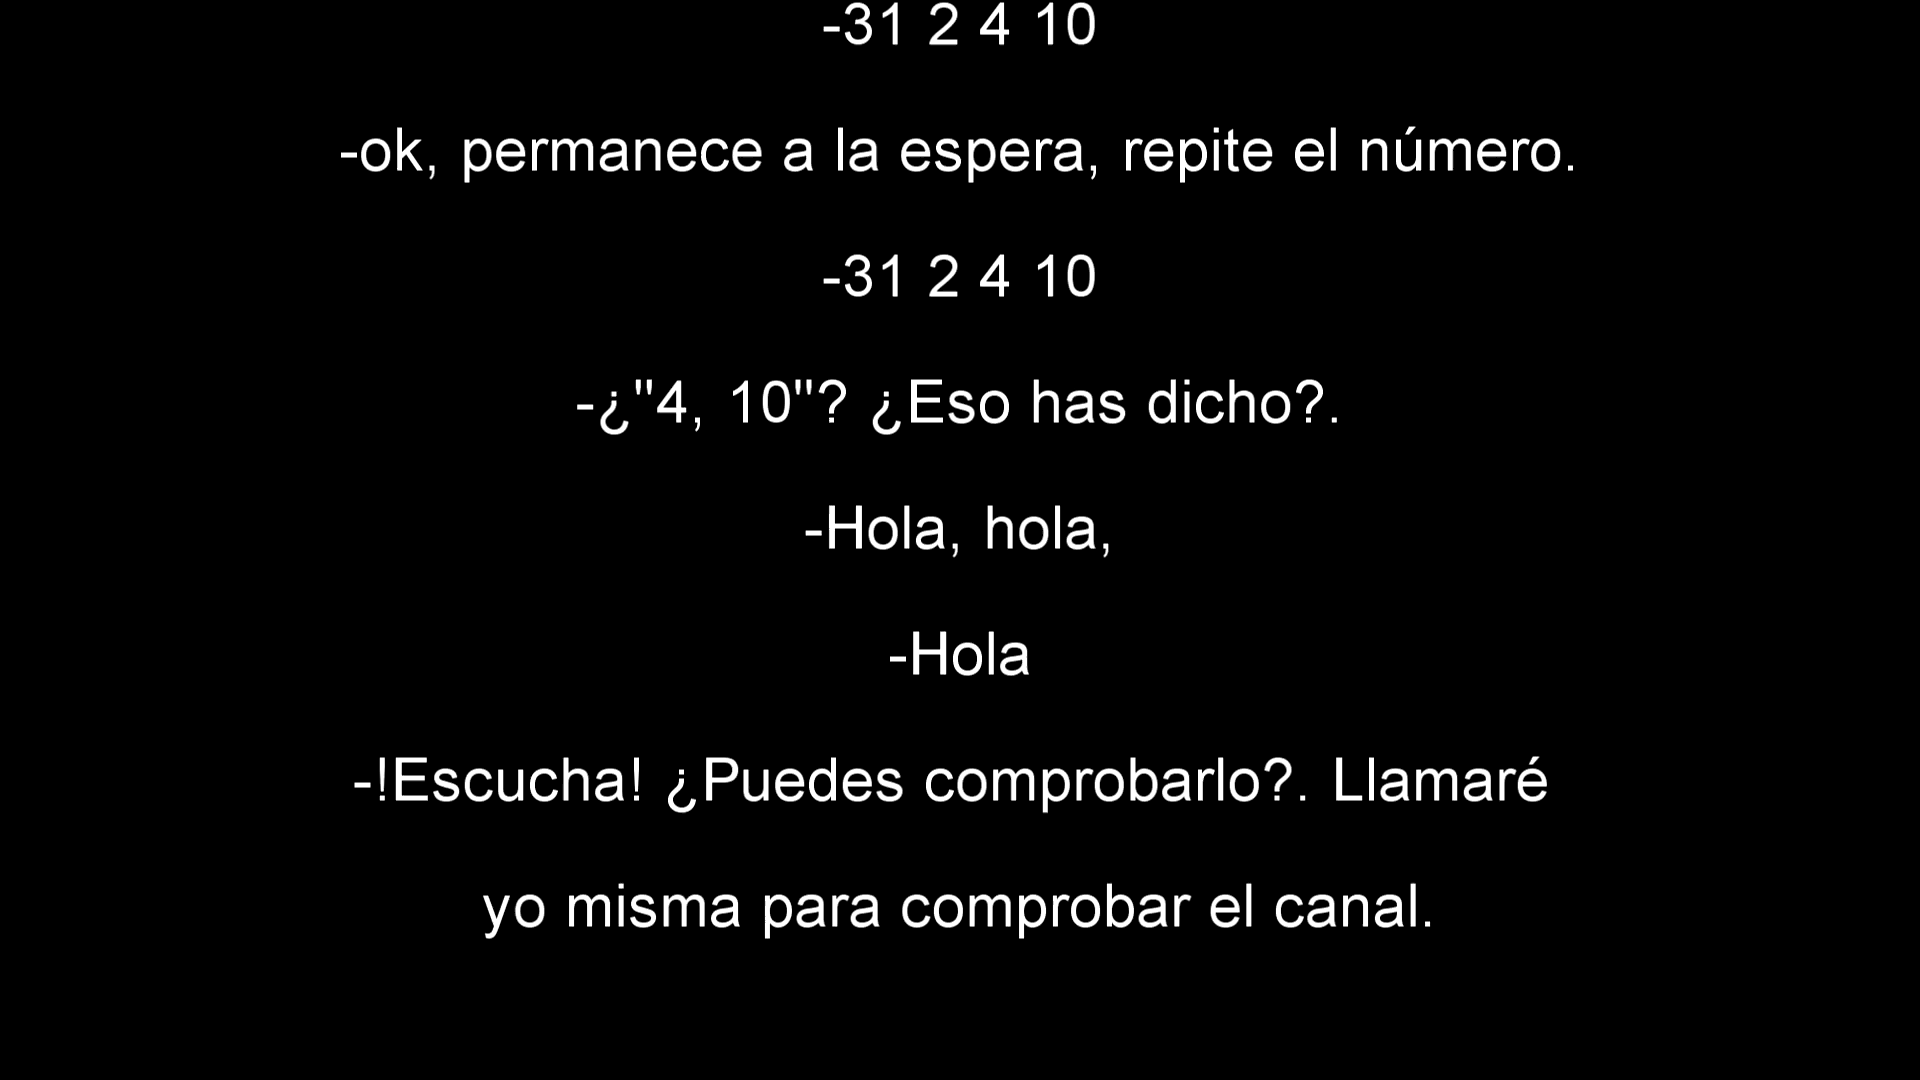 -31 2 4 10
-ok, permanece a la espera, repite el número.
-31 2 4 10
-¿"4, 10"? ¿Eso has dicho?.
-Hola, hola,
-Hola
-!Escucha! ¿Puedes comprobarlo?. Llamaré
yo misma para comprobar el canal.